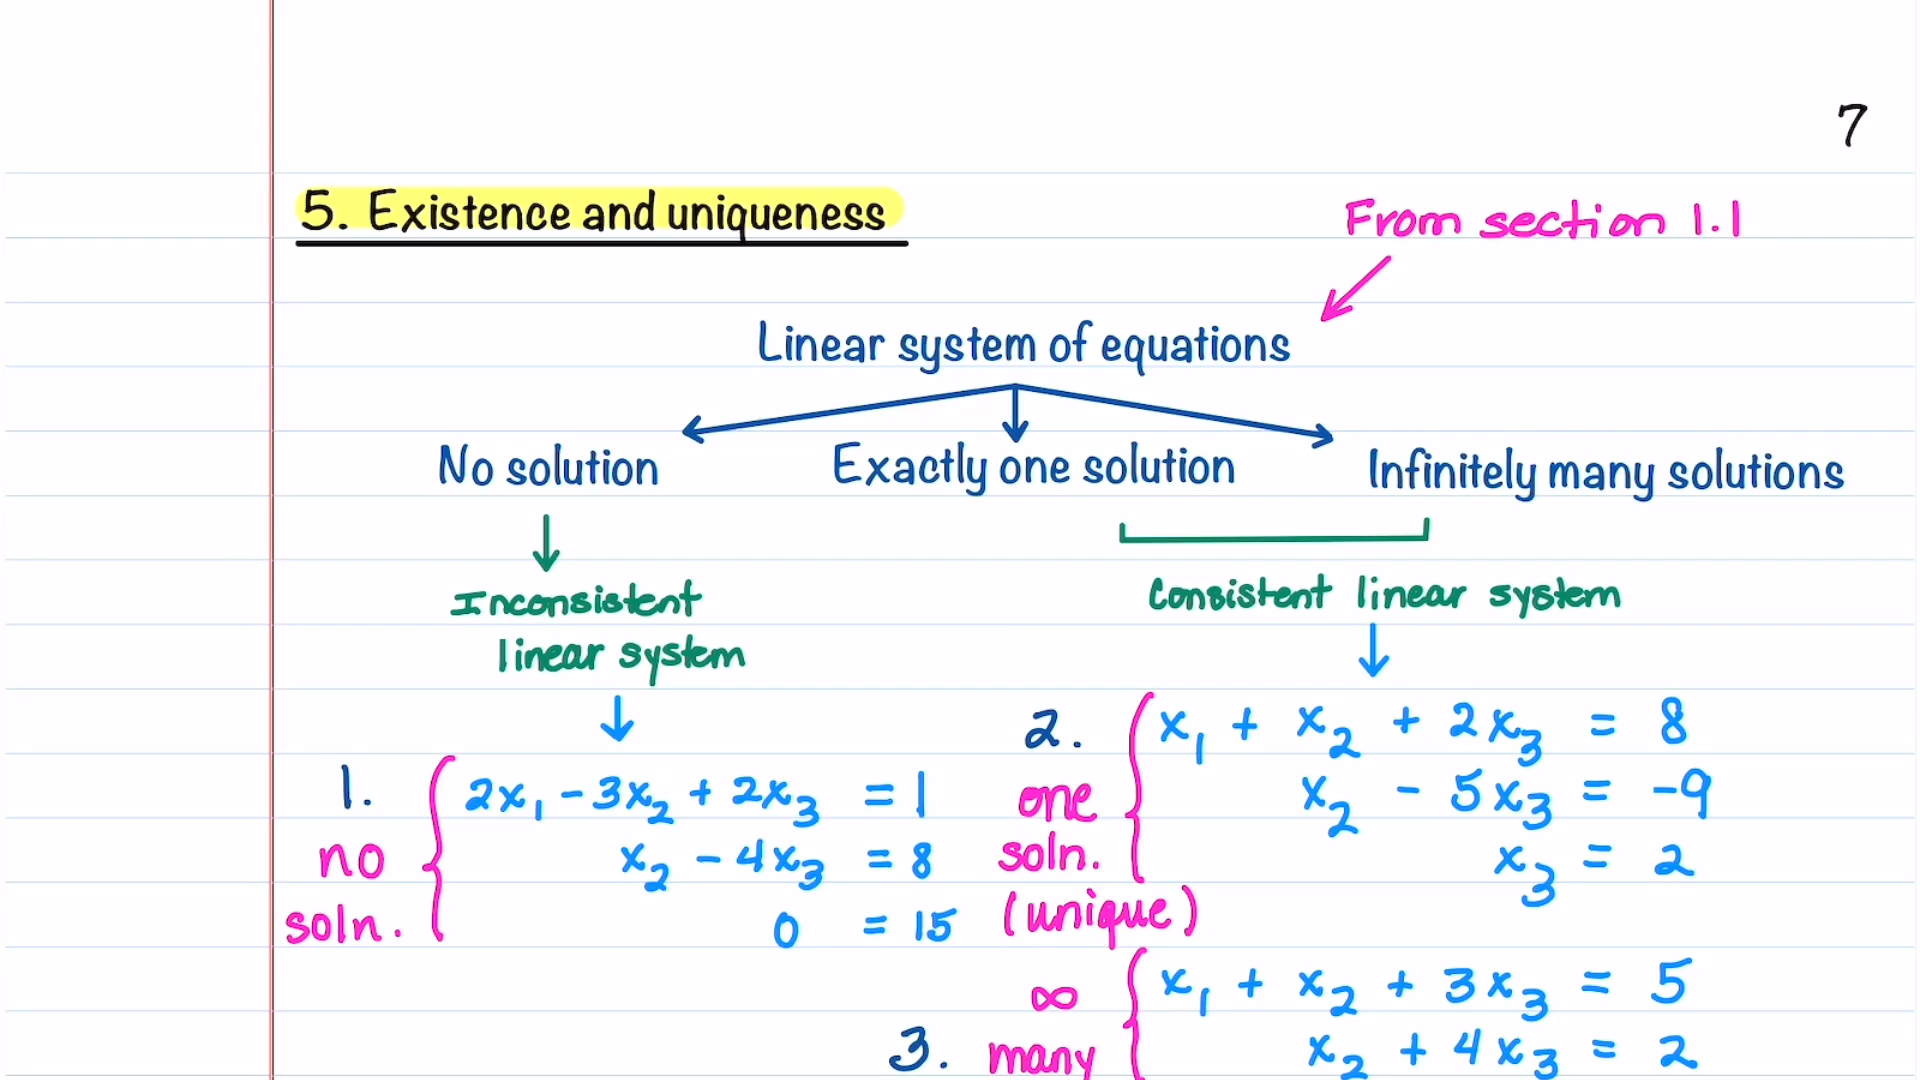 7
5. Existence and uniqueness
From section 1.1
Linear system of equations
No solution
Exactly one solution
Infinitely many solutions
Inconsistent
linear system
Consistent linear system
1.
no
soln.
2x₁ - 3x₂ + 2x₃ = 1
x₂ - 4x₃ = 8
0 = 15
2.
one
soln.
(unique)
x₁ + x₂ + 2x₃ = 8
x₂ - 5x₃ = -9
x₃ = 2
3.
∞
many
x₁ + x₂ + 3x₃ = 5
x₂ + 4x₃ = 2